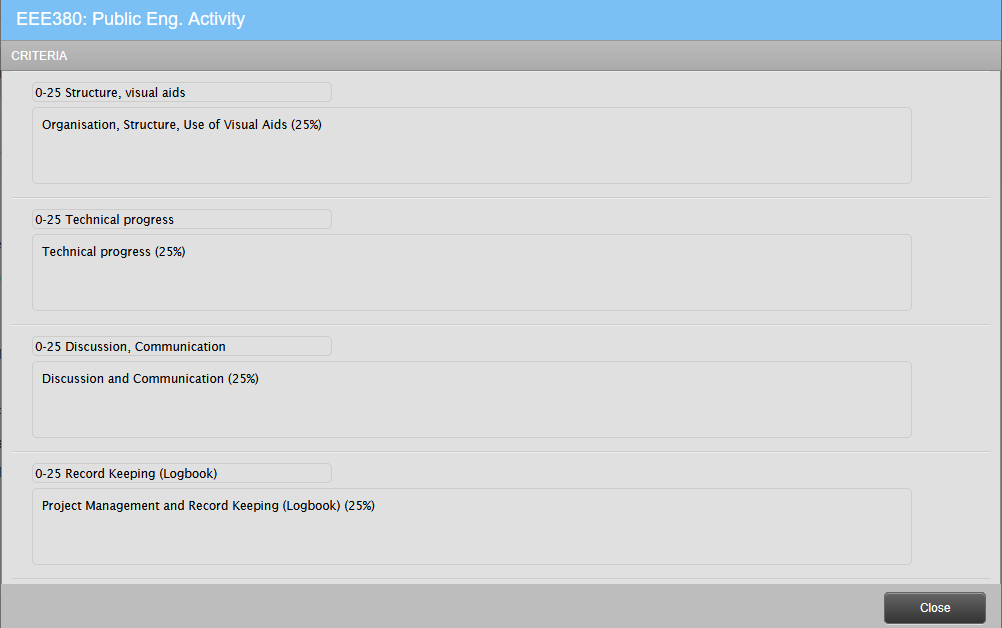 EEE380: Public Eng. Activity
CRITERIA
0-25 Structure, visual aids
Organisation, Structure, Use of Visual Aids (25%)
0-25 Technical progress
Technical progress (25%)
0-25 Discussion, Communication
Discussion and Communication (25%)
0-25 Record Keeping (Logbook)
Project Management and Record Keeping (Logbook) (25%)
Close